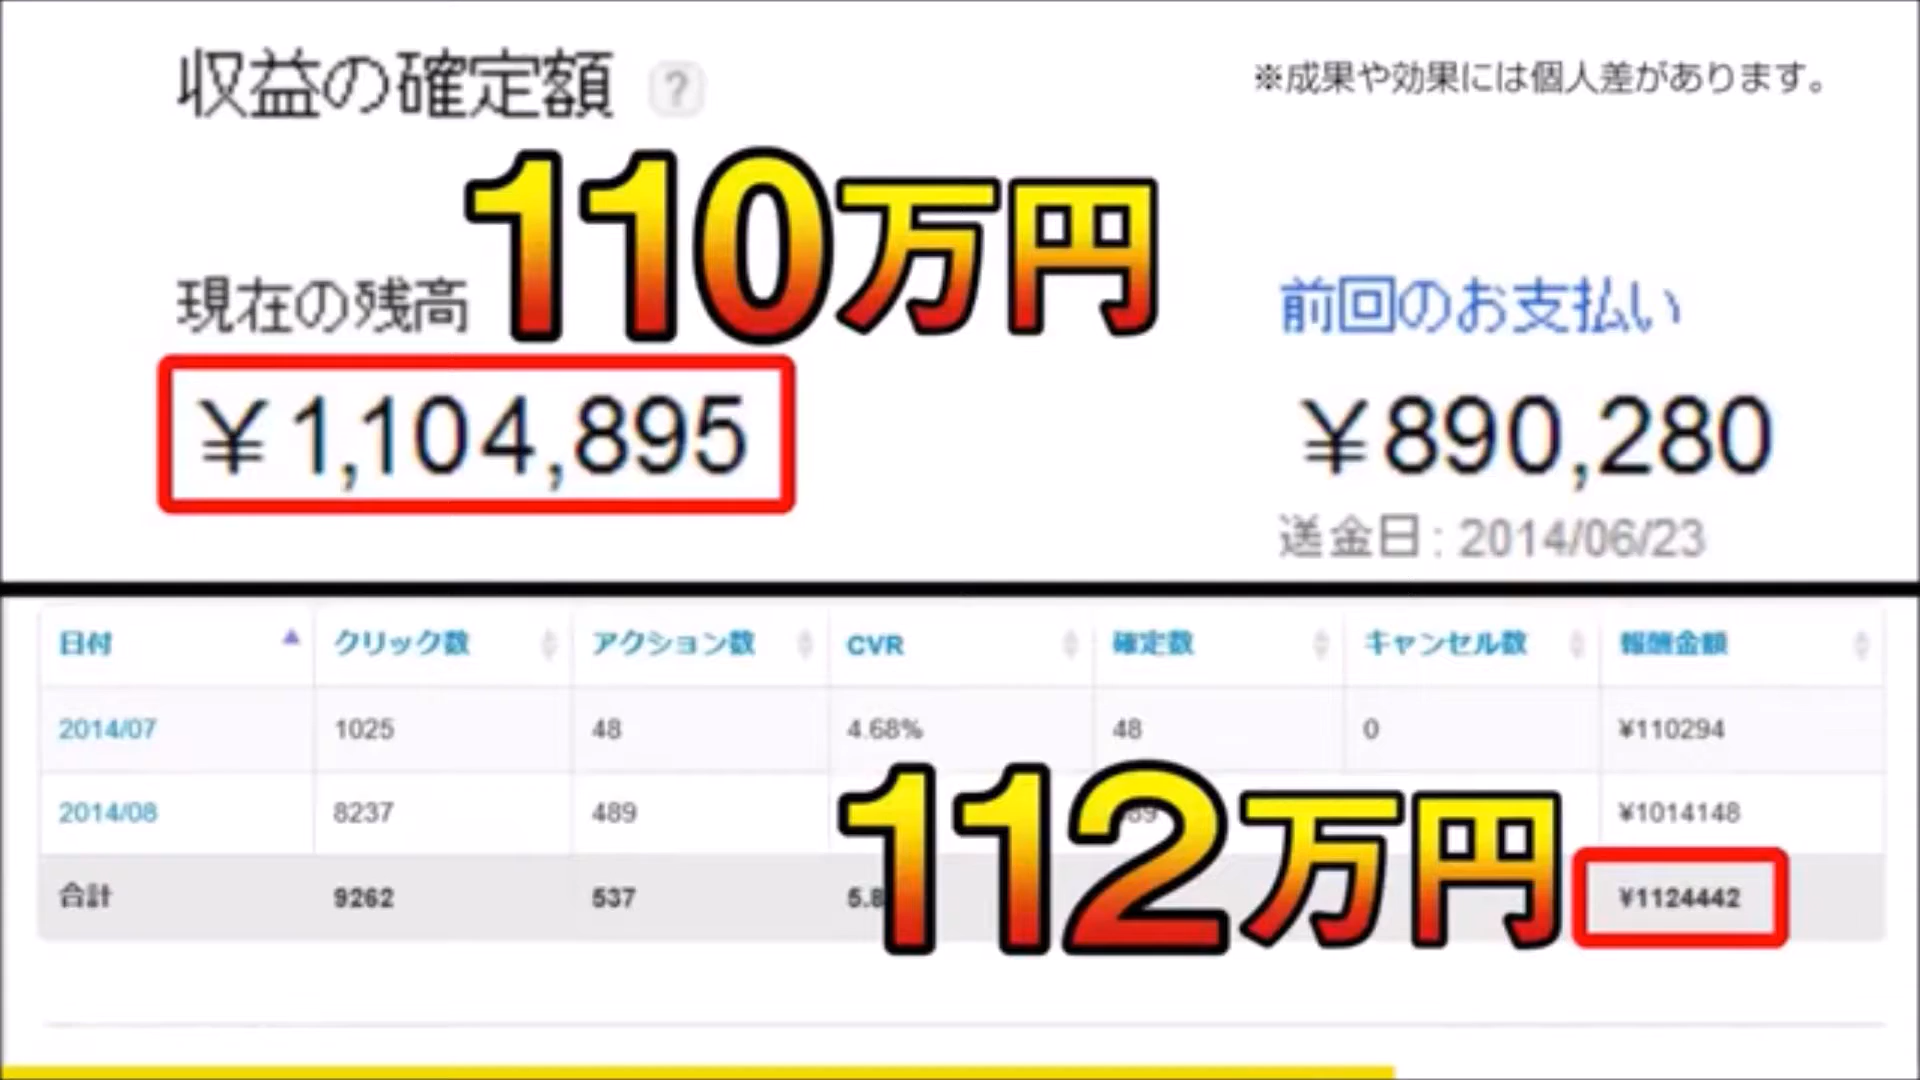 収益の確定額 ?
※成果や効果には個人差があります。
110万円
現在の残高
¥1,104,895
前回のお支払い
¥890,280
送金日: 2014/06/23
日付 クリック数 アクション数 CVR 確定数 キャンセル数 報酬金額
2014/07 1025 48 4.68% 48 0 ¥110294
2014/08 8237 489 ¥1014148
合計 9262 537 ¥1124442
112万円